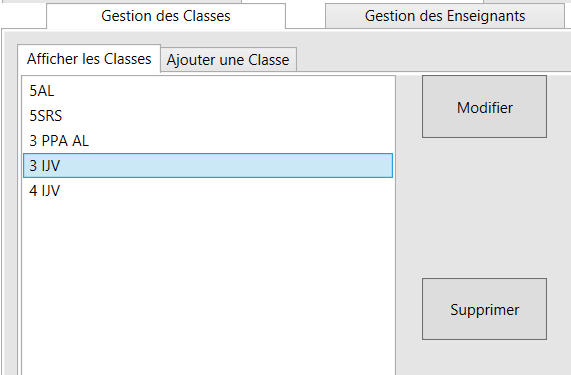 Gestion des Classes
Gestion des Enseignants
Afficher les Classes
Ajouter une Classe
5AL
5SRS
3 PPA AL
3 IJV
4 IJV
Modifier
Supprimer